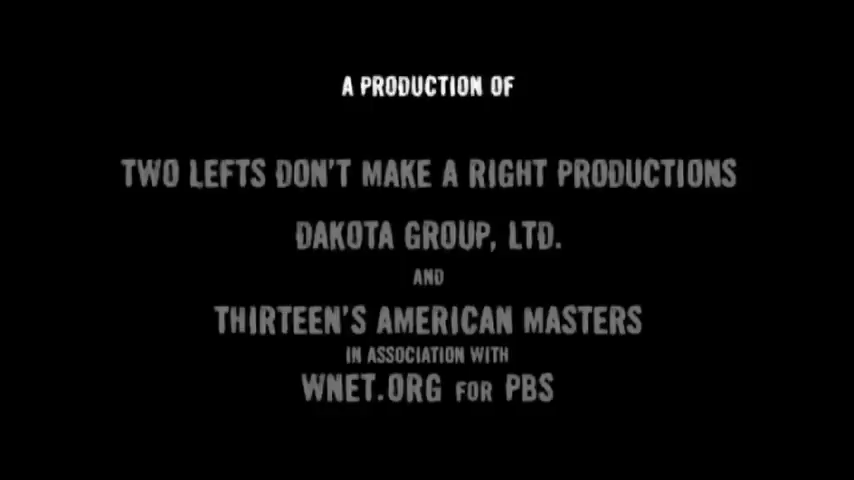 A PRODUCTION OF
TWO LEFTS DON'T MAKE A RIGHT PRODUCTIONS
DAKOTA GROUP, LTD.
AND
THIRTEEN'S AMERICAN MASTERS
IN ASSOCIATION WITH
WNET.ORG FOR PBS